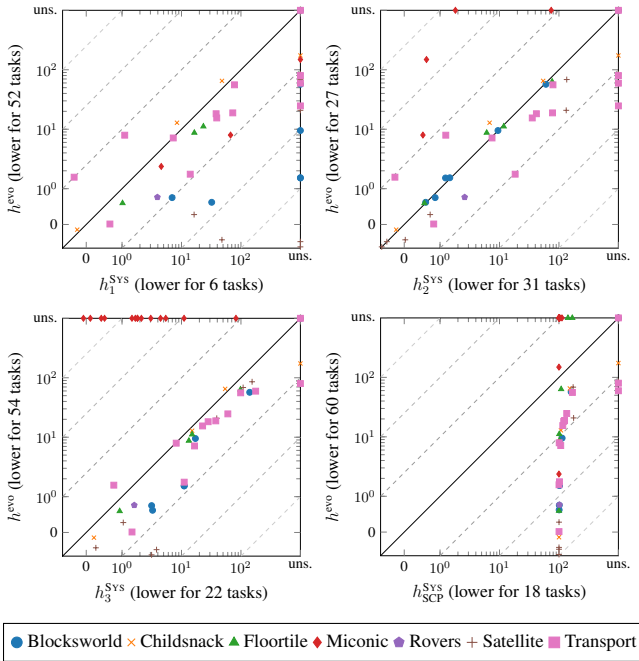 uns.
10²
10¹
10⁰
0
h^evo (lower for 52 tasks)
0 10⁰ 10¹ 10² uns.
h₁^SYS (lower for 6 tasks)
uns.
10²
10¹
10⁰
0
h^evo (lower for 27 tasks)
0 10⁰ 10¹ 10² uns.
h₂^SYS (lower for 31 tasks)
uns.
10²
10¹
10⁰
0
h^evo (lower for 54 tasks)
0 10⁰ 10¹ 10² uns.
h₃^SYS (lower for 22 tasks)
uns.
10²
10¹
10⁰
0
h^evo (lower for 60 tasks)
0 10⁰ 10¹ 10² uns.
h_SCP^SYS (lower for 18 tasks)
Blocksworld Childsnack Floortile Miconic Rovers Satellite Transport